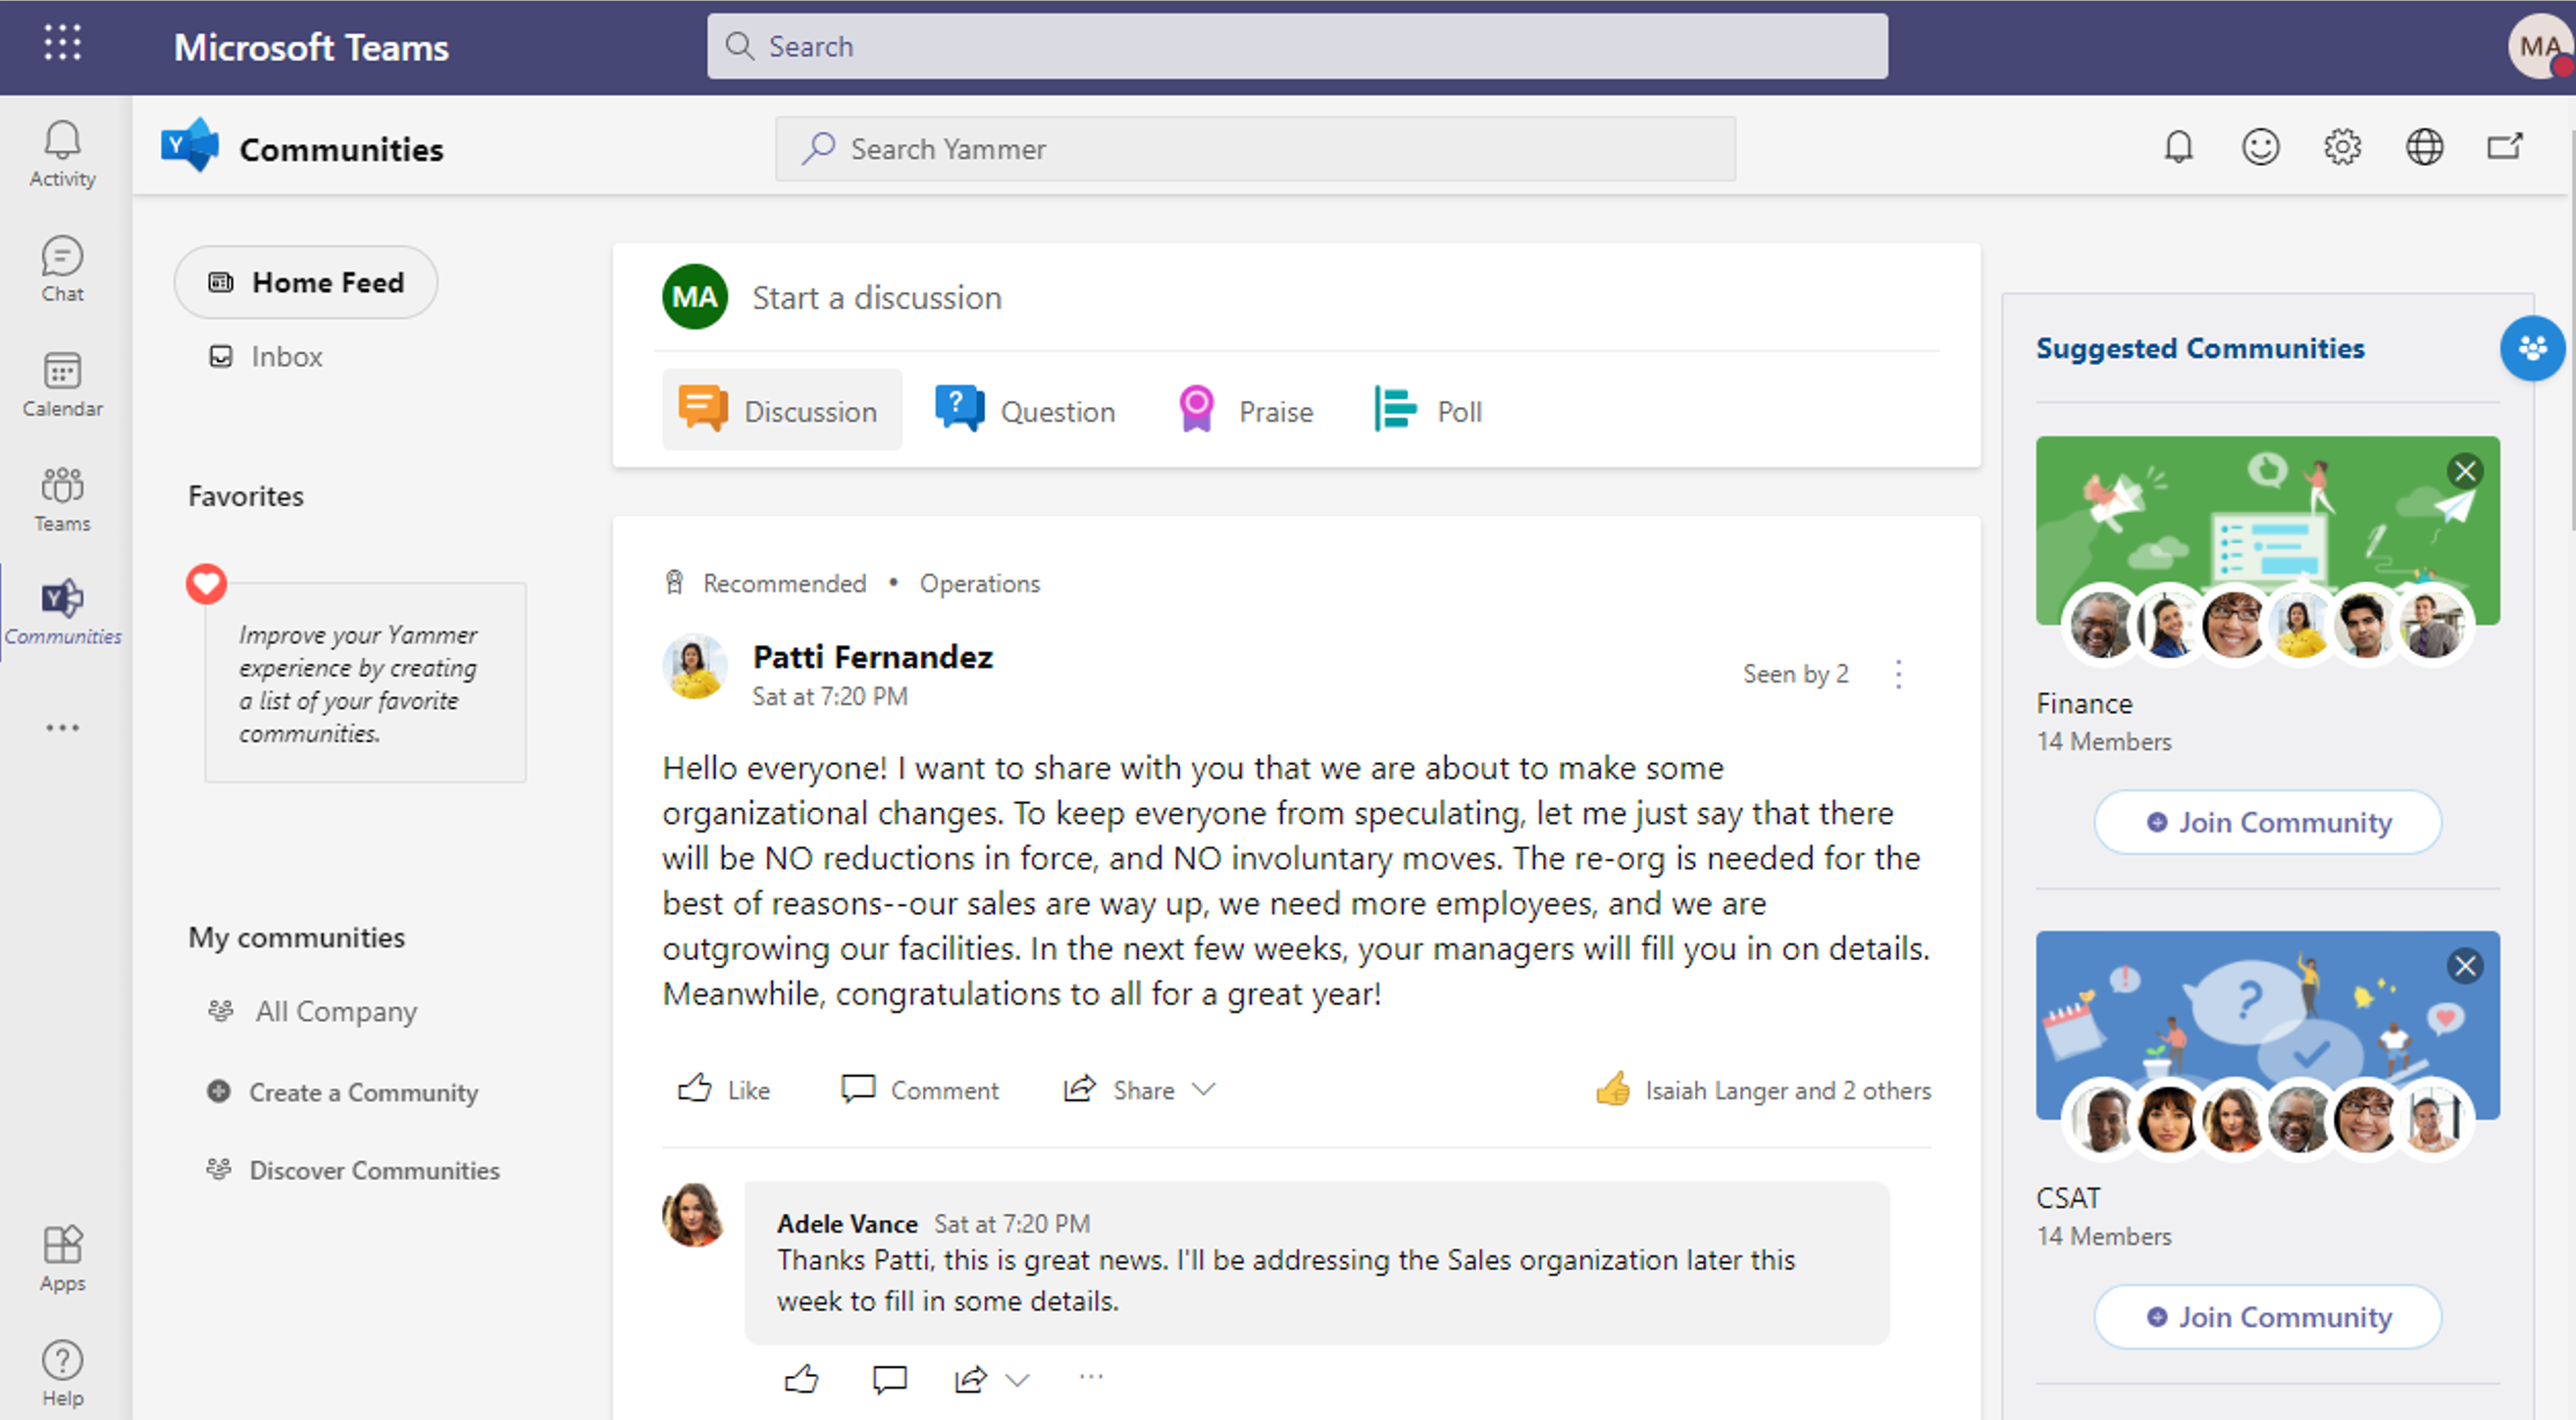 Microsoft Teams
Search
MA
Activity
Chat
Calendar
Teams
Communities
Apps
Help
Y
Communities
Search Yammer
Home Feed
Inbox
Favorites
Improve your Yammer
experience by creating
a list of your favorite
communities.
My communities
All Company
Create a Community
Discover Communities
MA
Start a discussion
Discussion
Question
Praise
Poll
Recommended • Operations
Patti Fernandez
Sat at 7:20 PM
Seen by 2
Hello everyone! I want to share with you that we are about to make some
organizational changes. To keep everyone from speculating, let me just say that there
will be NO reductions in force, and NO involuntary moves. The re-org is needed for the
best of reasons--our sales are way up, we need more employees, and we are
outgrowing our facilities. In the next few weeks, your managers will fill you in on details.
Meanwhile, congratulations to all for a great year!
Like
Comment
Share
Isaiah Langer and 2 others
Adele Vance Sat at 7:20 PM
Thanks Patti, this is great news. I'll be addressing the Sales organization later this
week to fill in some details.
Suggested Communities
Finance
14 Members
Join Community
CSAT
14 Members
Join Community